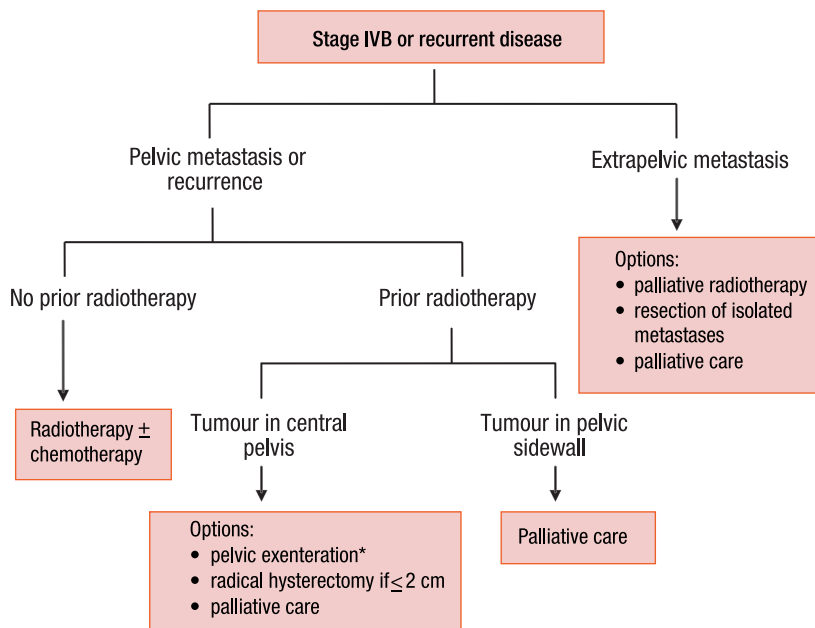 Stage IVB or recurrent disease
Pelvic metastasis or
recurrence
Extrapelvic metastasis
Options:
• palliative radiotherapy
• resection of isolated
metastases
• palliative care
No prior radiotherapy
Prior radiotherapy
Radiotherapy ±
chemotherapy
Tumour in central
pelvis
Tumour in pelvic
sidewall
Options:
• pelvic exenteration*
• radical hysterectomy if ≤ 2 cm
• palliative care
Palliative care